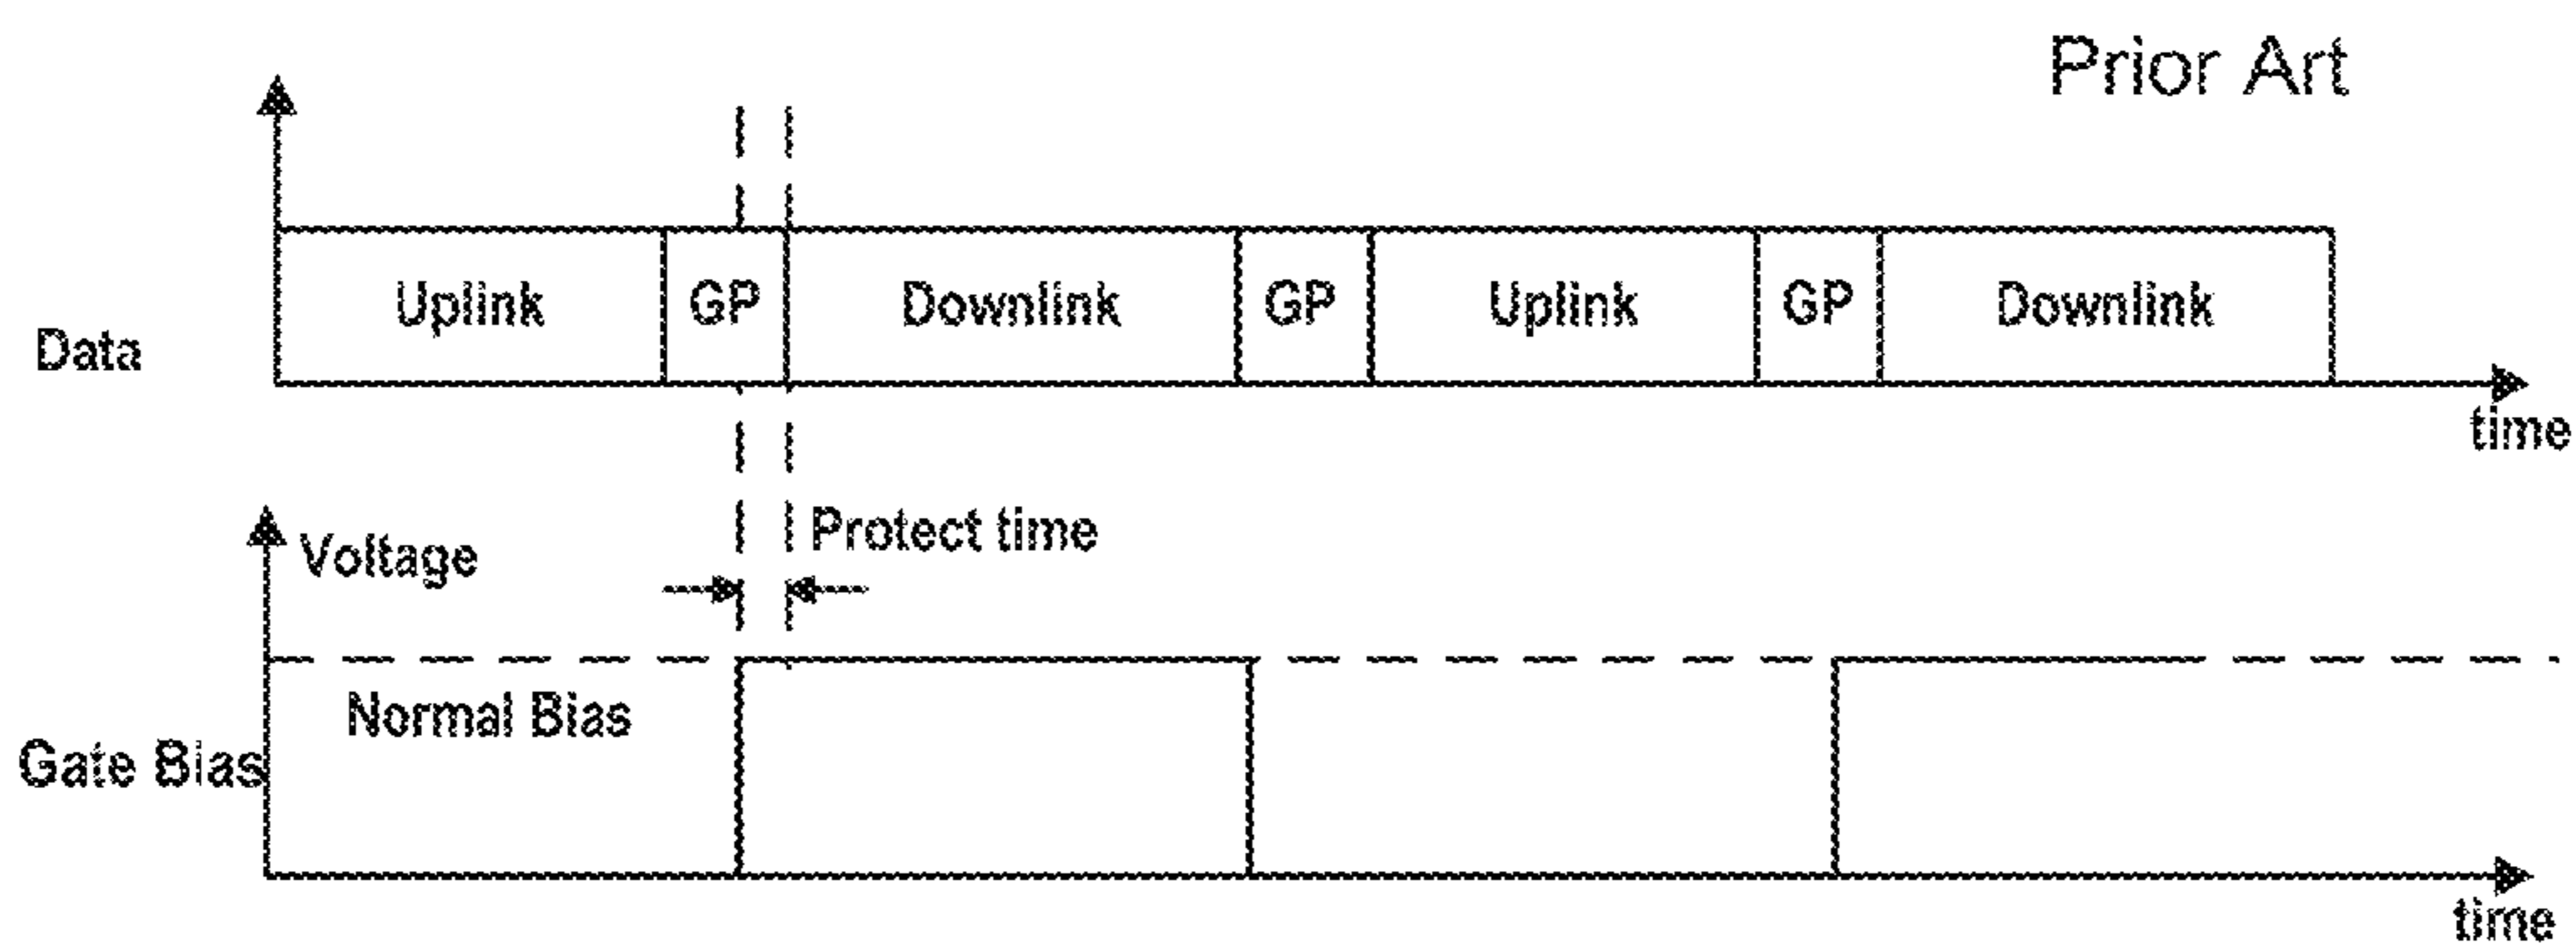 Prior Art
Uplink GP Downlink GP Uplink GP Downlink
Data
time
Voltage
Protect time
Normal Bias
Gate Bias
time